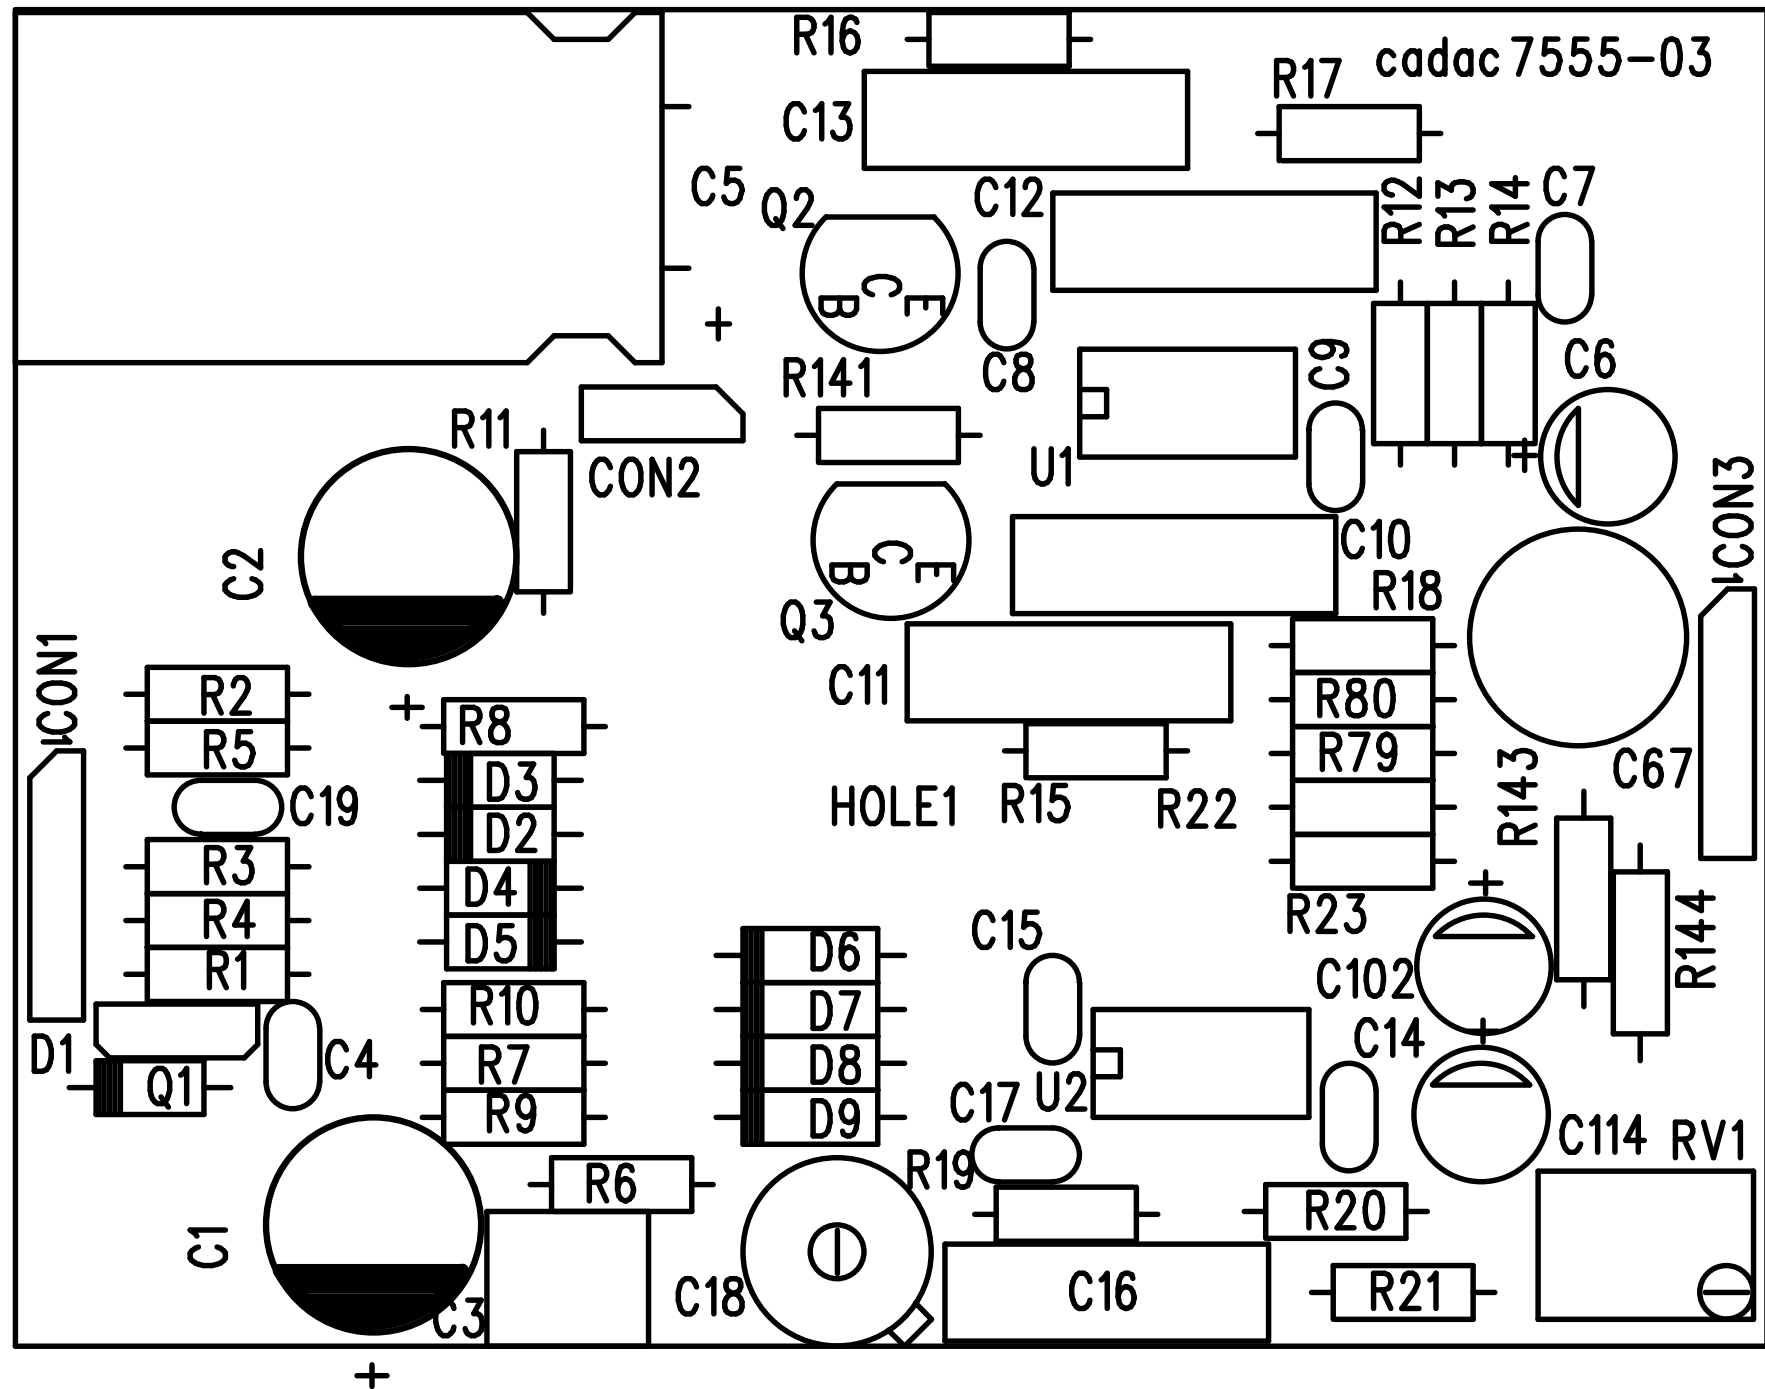 R16
cadac 7555-03
R17
C13
C5
Q2
C12
R12
R13
R14
C7
B C E
+
R141
C8
C9
C6
R11
CON2
U1
+
CON3
1
C2
B C E
C10
R18
Q3
CON1
1
C11
R2
R80
+
R8
R5
R79
C67
R143
D3
C19
HOLE1
R15
R22
D2
R3
D4
+
R4
R23
R144
D5
C15
D6
R1
C102
R10
D7
+
D1
C4
R7
D8
C14
Q1
U2
C17
R9
D9
C114
RV1
R19
R6
R20
C1
C18
C16
R21
C3
+